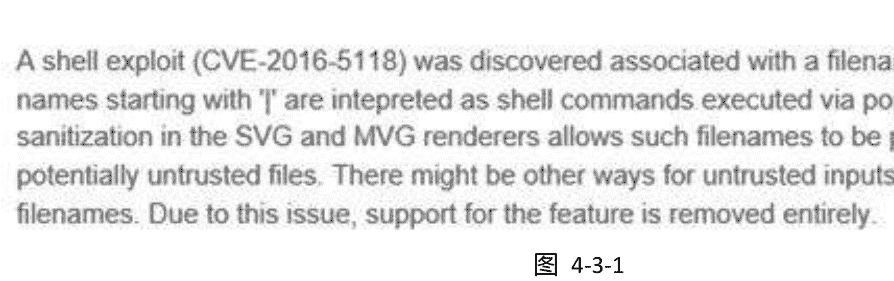 A shell exploit (CVE-2016-5118) was discovered associated with a filena
names starting with '|' are intepreted as shell commands executed via po
sanitization in the SVG and MVG renderers allows such filenames to be
potentially untrusted files. There might be other ways for untrusted inputs
filenames. Due to this issue, support for the feature is removed entirely.
图 4-3-1